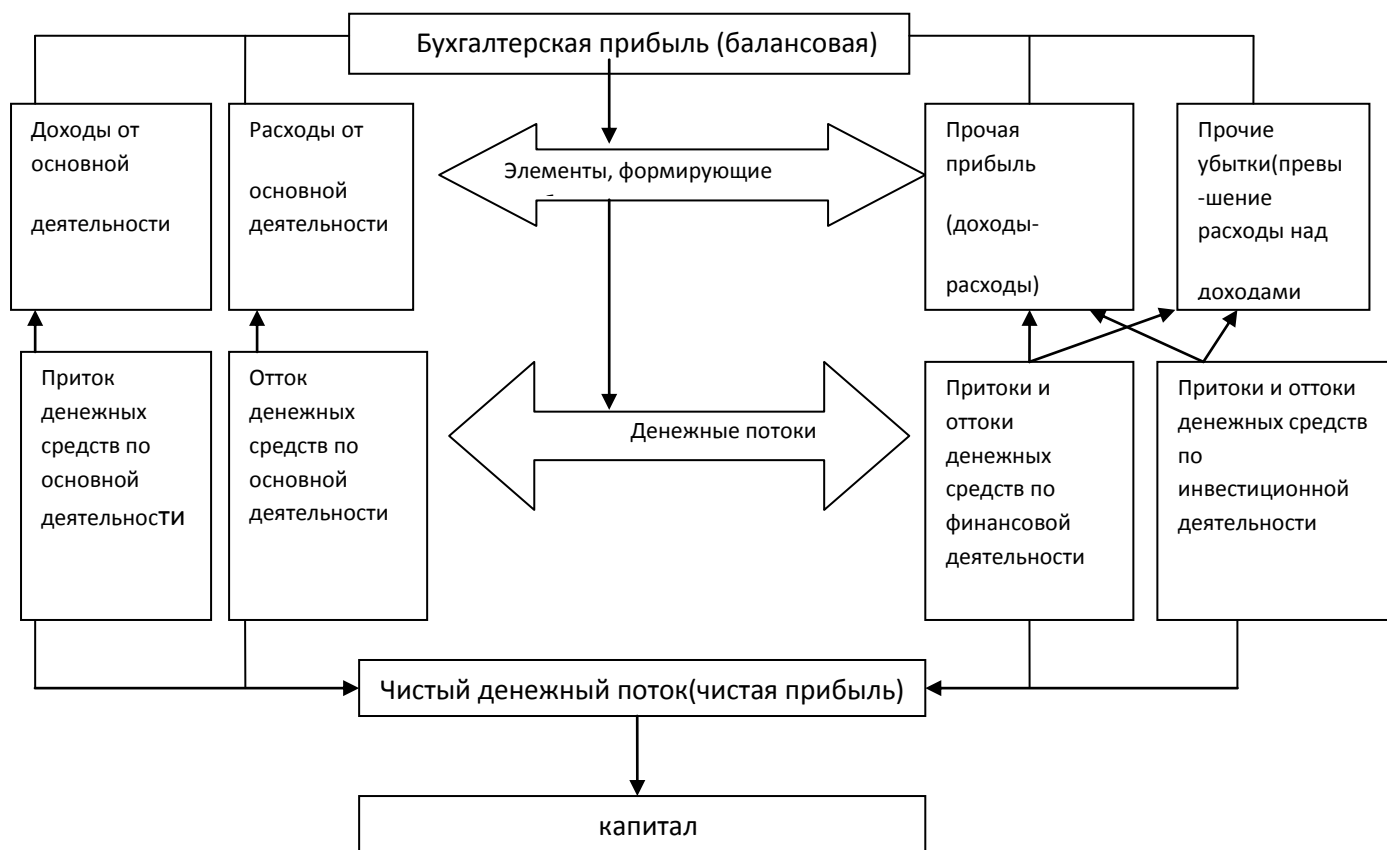 Бухгалтерская прибыль (балансовая)
Доходы от
основной
деятельности
Расходы от
основной
деятельности
Элементы, формирующие
Прочая
прибыль
(доходы-
расходы)
Прочие
убытки(превы
-шение
расходы над
доходами
Приток
денежных
средств по
основной
деятельности
Отток
денежных
средств по
основной
деятельности
Денежные потоки
Притоки и
оттоки
денежных
средств по
финансовой
деятельности
Притоки и оттоки
денежных средств
по
инвестиционной
деятельности
Чистый денежный поток(чистая прибыль)
капитал